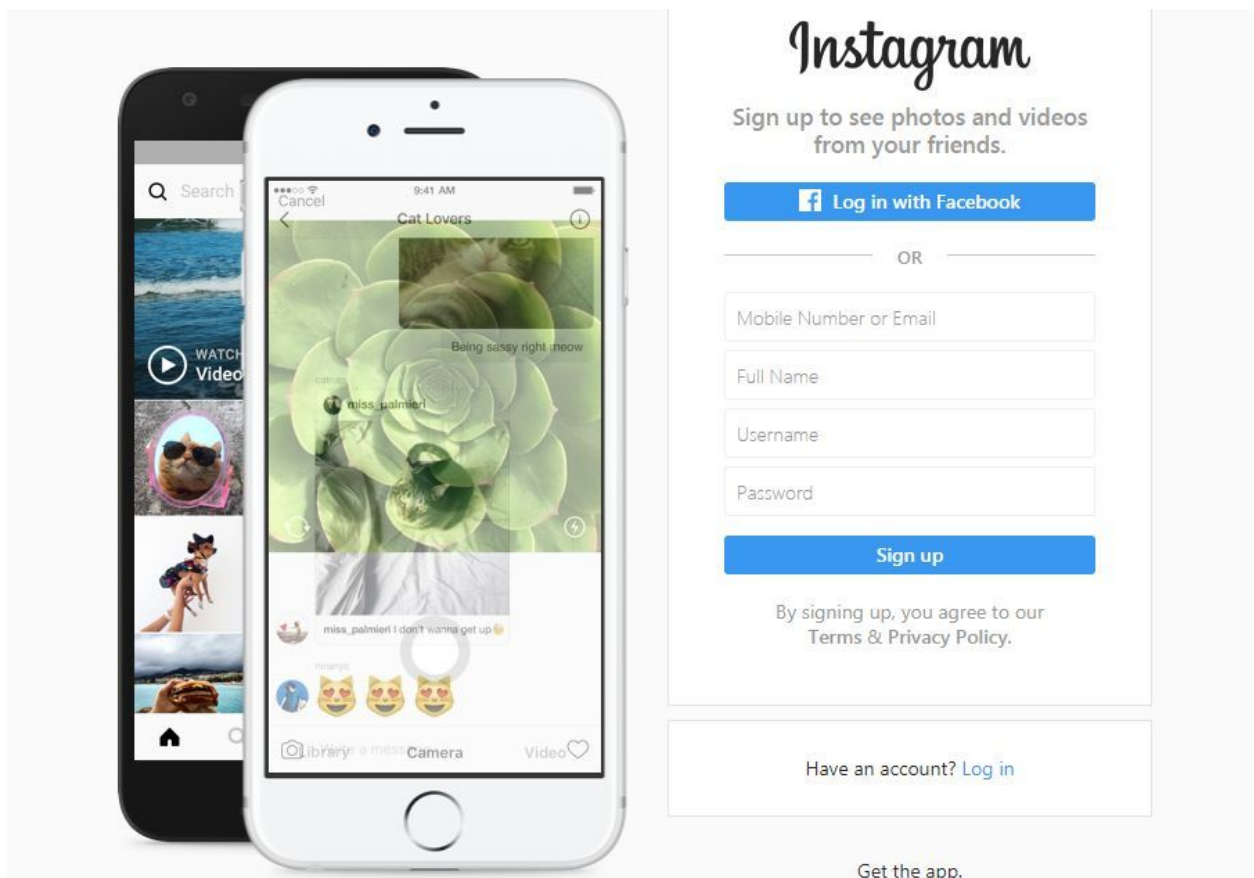 Search
WATCH
Video
9:41 AM
Cancel
Cat Lovers
Being sassy right meow
miss_palmieri
miss_palmieri I don't wanna get up
Library
Camera
Video
Instagram
Sign up to see photos and videos
from your friends.
Log in with Facebook
OR
Mobile Number or Email
Full Name
Username
Password
Sign up
By signing up, you agree to our
Terms & Privacy Policy.
Have an account? Log in
Get the app.